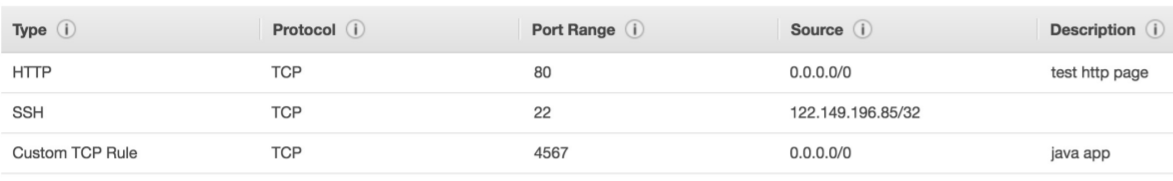 Type Protocol Port Range Source Description
HTTP TCP 80 0.0.0.0/0 test http page
SSH TCP 22 122.149.196.85/32
Custom TCP Rule TCP 4567 0.0.0.0/0 java app